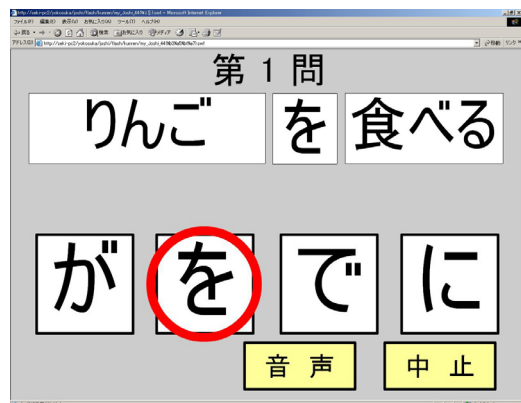 第１問
りんご を 食べる
が を で に
音声 中止